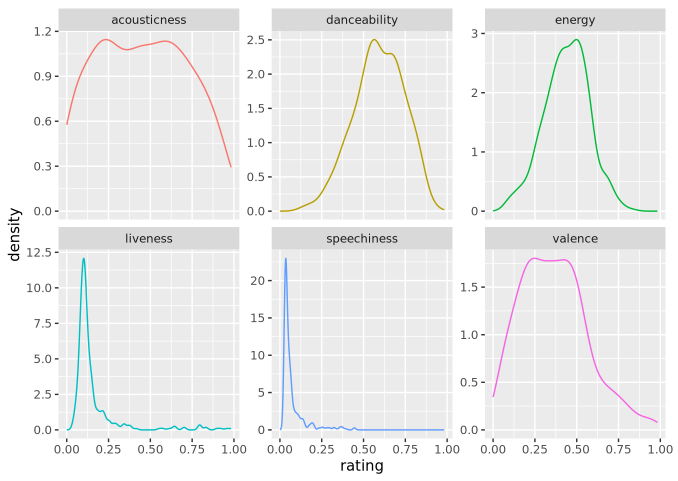 acousticness danceability energy
1.2 2.5 3
0.9 2.0
1.5 2
0.6
1.0 1
0.3 0.5
0.0 0.0 0
density
liveness speechiness valence
12.5
10.0 20 1.5
7.5 15 1.0
5.0 10
0.5
2.5 5
0.0 0 0.0
0.00 0.25 0.50 0.75 1.00 0.00 0.25 0.50 0.75 1.00 0.00 0.25 0.50 0.75 1.00
rating